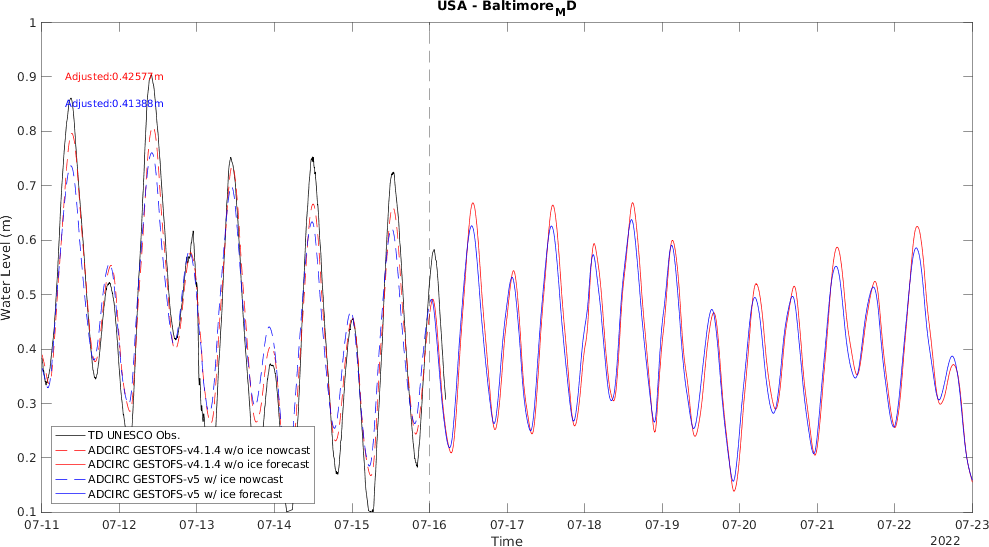 USA - BaltimoreMD
1
0.9
0.8
0.7
0.6
0.5
0.4
0.3
0.2
0.1
Water Level (m)
Adjusted:0.42577m
Adjusted:0.41388m
TD UNESCO Obs.
ADCIRC GESTOFS-v4.1.4 w/o ice nowcast
ADCIRC GESTOFS-v4.1.4 w/o ice forecast
ADCIRC GESTOFS-v5 w/ ice nowcast
ADCIRC GESTOFS-v5 w/ ice forecast
07-11 07-12 07-13 07-14 07-15 07-16 07-17 07-18 07-19 07-20 07-21 07-22 07-23
Time
2022